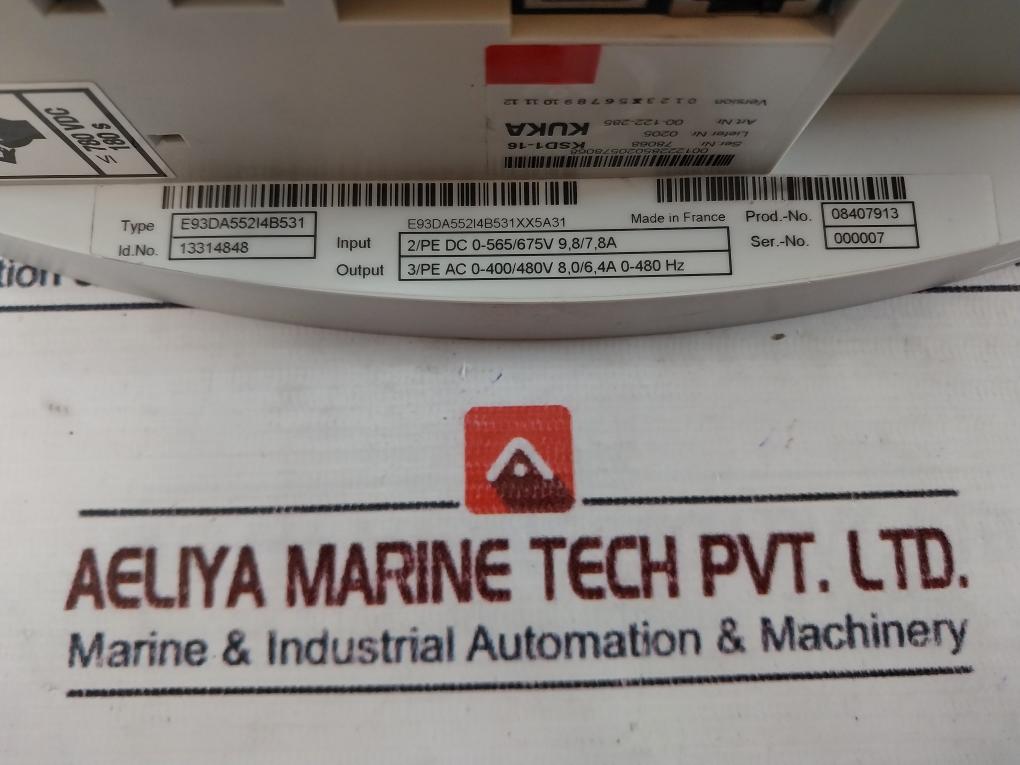 ≤ 780 VDC
180 s
0012228502057806­8
KSD1-16
Ser.Nr 78068
Liefer Nr 0205
KUKA
Art.Nr 00-122-285
Version 0 1 2 3 5 6 7 8 9 10 11 12
Type E93DA552I4B531
Id.No. 13314848
E93DA552I4B531XX5A31
Made in France
Input 2/PE DC 0-565/675V 9,8/7,8A
Output 3/PE AC 0-400/480V 8,0/6,4A 0-480 Hz
Prod.-No. 08407913
Ser.-No. 000007
AELIYA MARINE TECH PVT. LTD.
Marine & Industrial Automation & Machinery